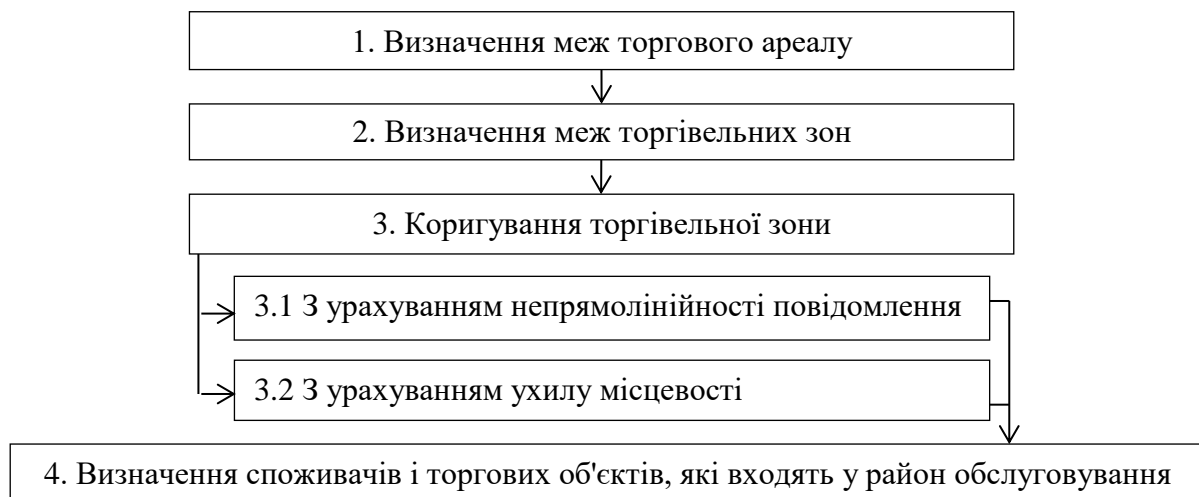 1. Визначення меж торгового ареалу
2. Визначення меж торгівельних зон
3. Коригування торгівельної зони
3.1 З урахуванням непрямолінійності повідомлення
3.2 З урахуванням ухилу місцевості
4. Визначення споживачів і торгових об'єктів, які входять у район обслуговування